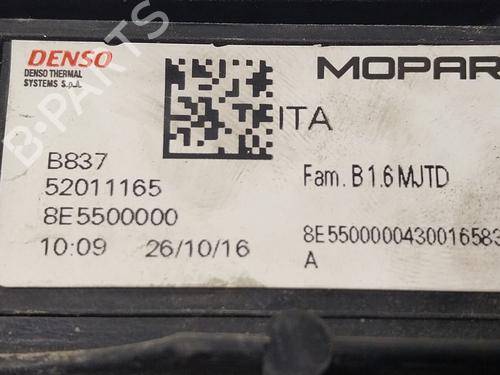 DENSO
DENSO THERMAL
SYSTEMS S.p.A.
MOPAR
ITA
B837
52011165
8E5500000
10:09 26/10/16
Fam. B 1.6 MJTD
8E5500000430016583
A
B-PARTS